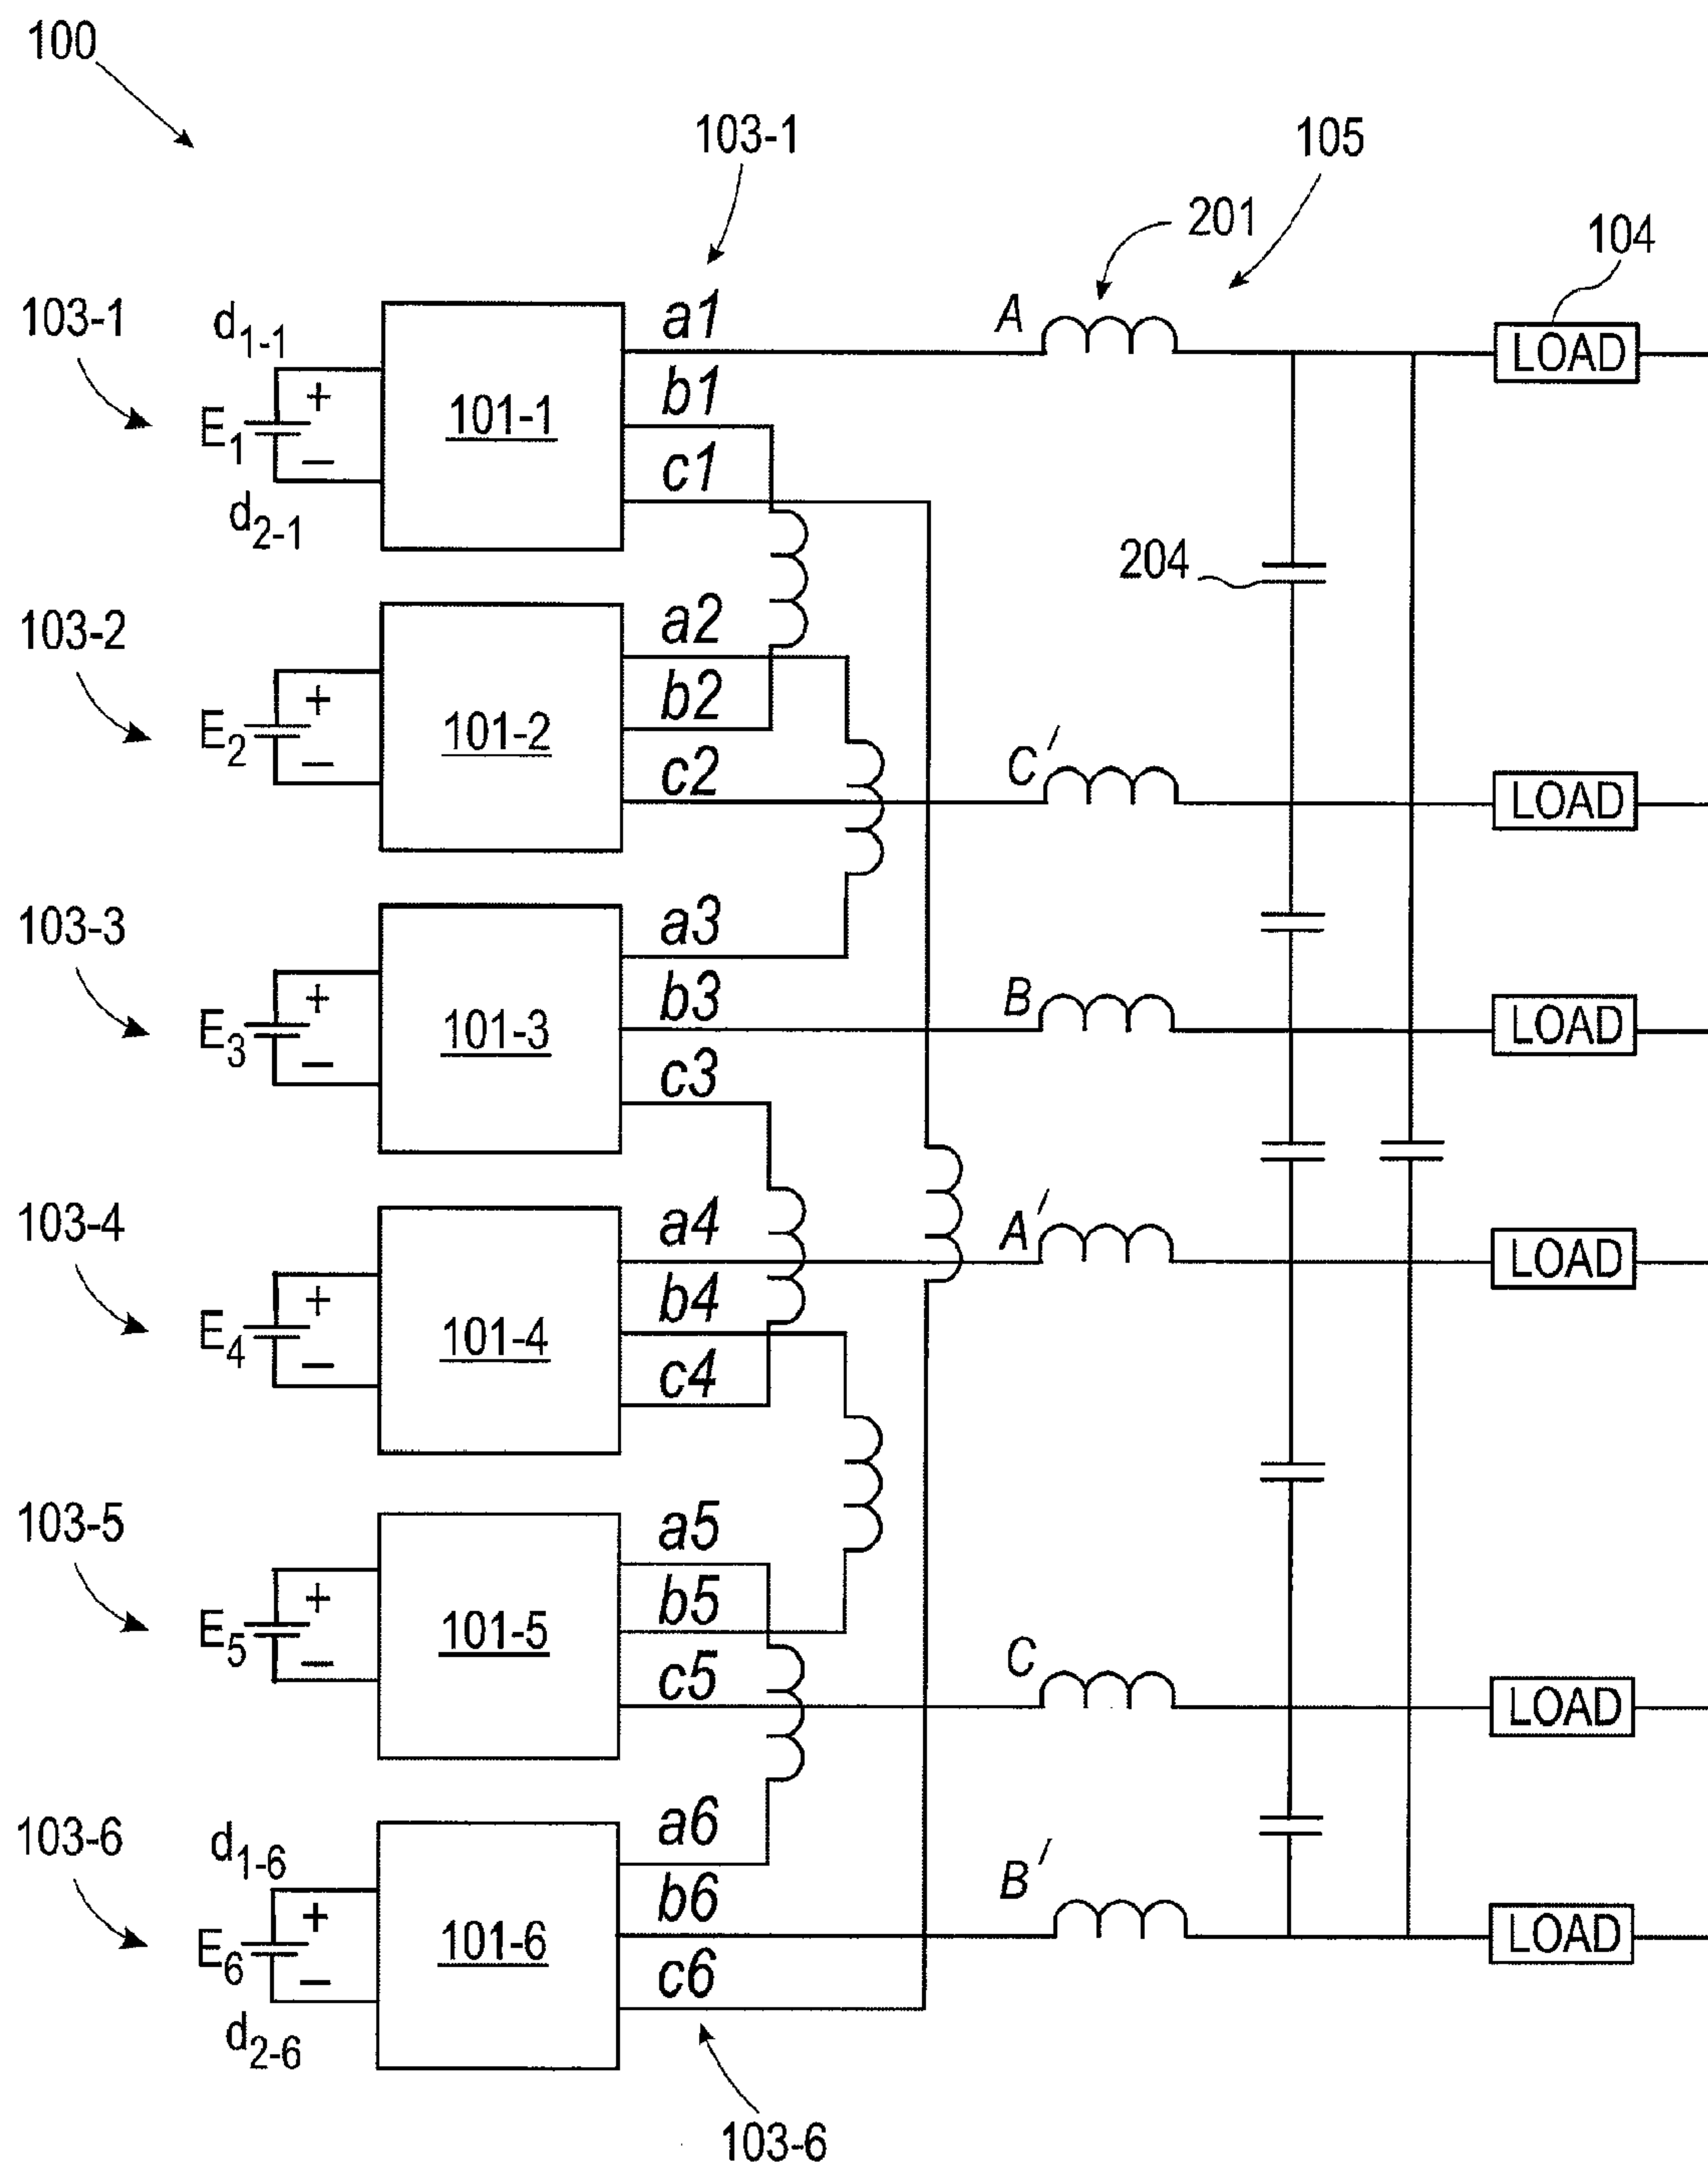 100
103-1
105
201
104
103-1
d1-1
a1
A
LOAD
b1
E1
+
−
101-1
c1
d2-1
204
103-2
a2
E2
+
−
101-2
b2
c2
C′
LOAD
103-3
a3
E3
+
−
101-3
b3
B
LOAD
c3
103-4
a4
A′
LOAD
E4
+
−
101-4
b4
c4
103-5
a5
E5
+
−
101-5
b5
c5
C
LOAD
103-6
d1-6
a6
E6
+
−
101-6
b6
B′
LOAD
c6
d2-6
103-6